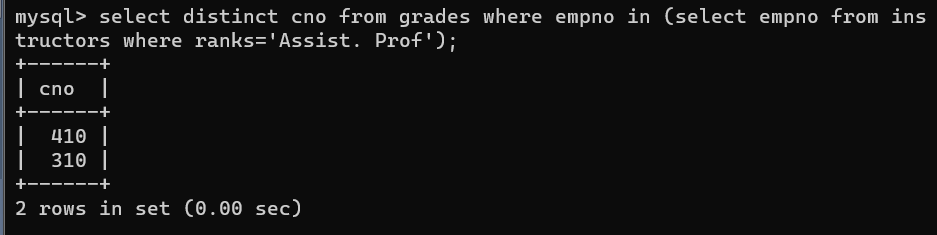 mysql> select distinct cno from grades where empno in (select empno from ins
tructors where ranks='Assist. Prof');
+------+
| cno  |
+------+
|  410 |
|  310 |
+------+
2 rows in set (0.00 sec)